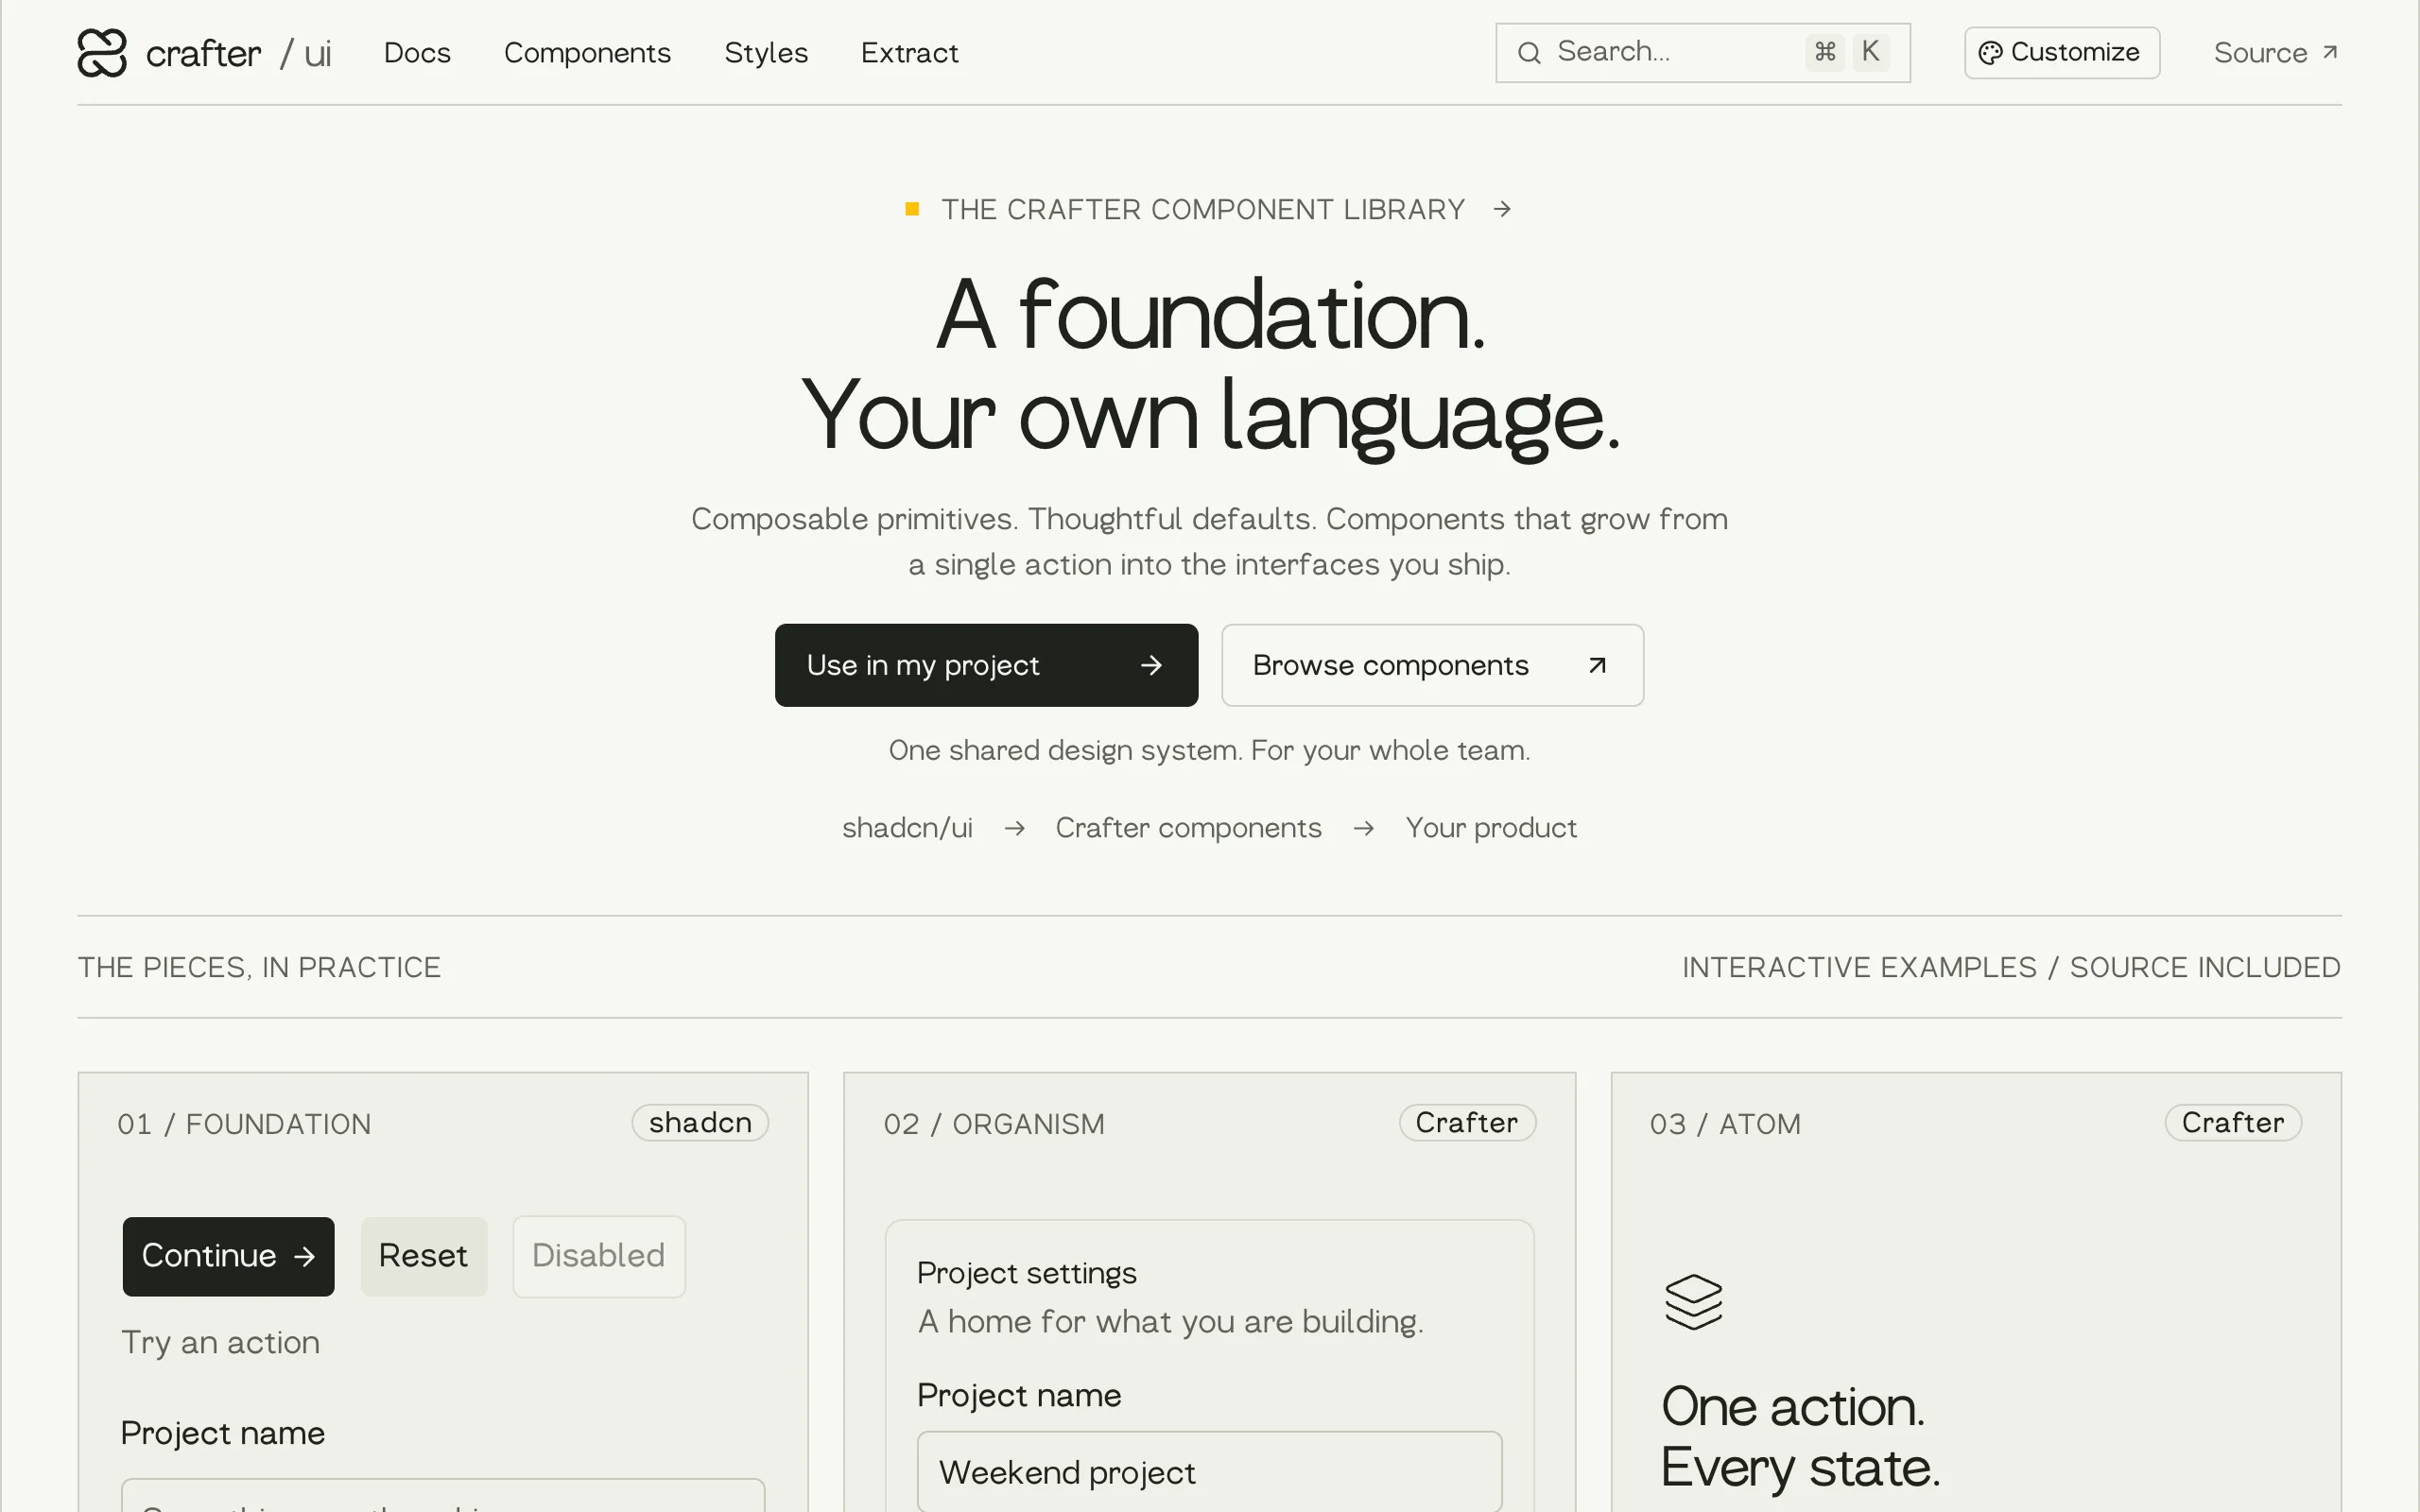 crafter / ui Docs Components Styles Extract Search... ⌘ K Customize Source ↗
THE CRAFTER COMPONENT LIBRARY →
A foundation.
Your own language.
Composable primitives. Thoughtful defaults. Components that grow from
a single action into the interfaces you ship.
Use in my project → Browse components ↗
One shared design system. For your whole team.
shadcn/ui → Crafter components → Your product
THE PIECES, IN PRACTICE INTERACTIVE EXAMPLES / SOURCE INCLUDED
01 / FOUNDATION shadcn
Continue → Reset Disabled
Try an action
Project name
02 / ORGANISM Crafter
Project settings
A home for what you are building.
Project name
Weekend project
03 / ATOM Crafter
One action.
Every state.